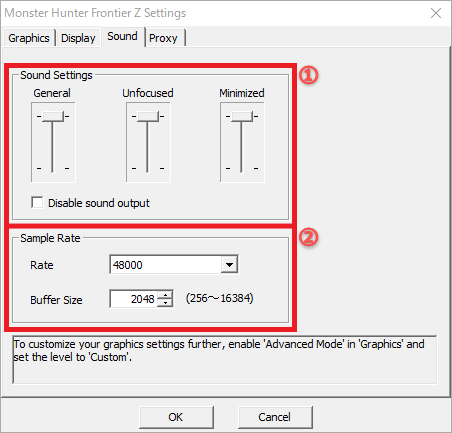 Monster Hunter Frontier Z Settings
Graphics Display Sound Proxy
①
Sound Settings
General Unfocused Minimized
Disable sound output
②
Sample Rate
Rate 48000
Buffer Size 2048 (256～16384)
To customize your graphics settings further, enable 'Advanced Mode' in 'Graphics' and
set the level to 'Custom'.
OK Cancel